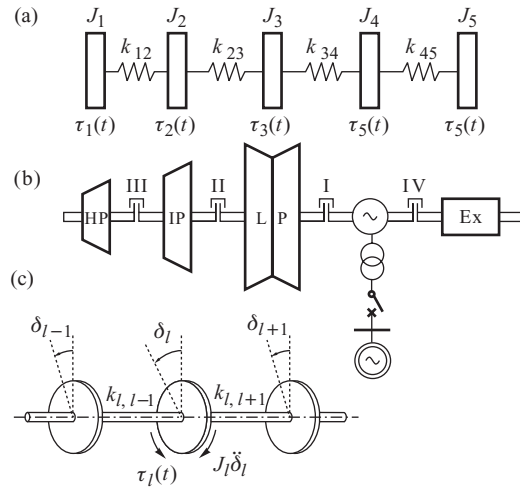 (a)
J₁ J₂ J₃ J₄ J₅
k₁₂ k₂₃ k₃₄ k₄₅
τ₁(t) τ₂(t) τ₃(t) τ₅(t) τ₅(t)
(b)
III II I IV
HP IP L P ~ Ex
~
(c)
δₗ₋₁ δₗ δₗ₊₁
kₗ, ₗ₋₁ kₗ, ₗ₊₁
τₗ(t) Jₗδ̈ₗ